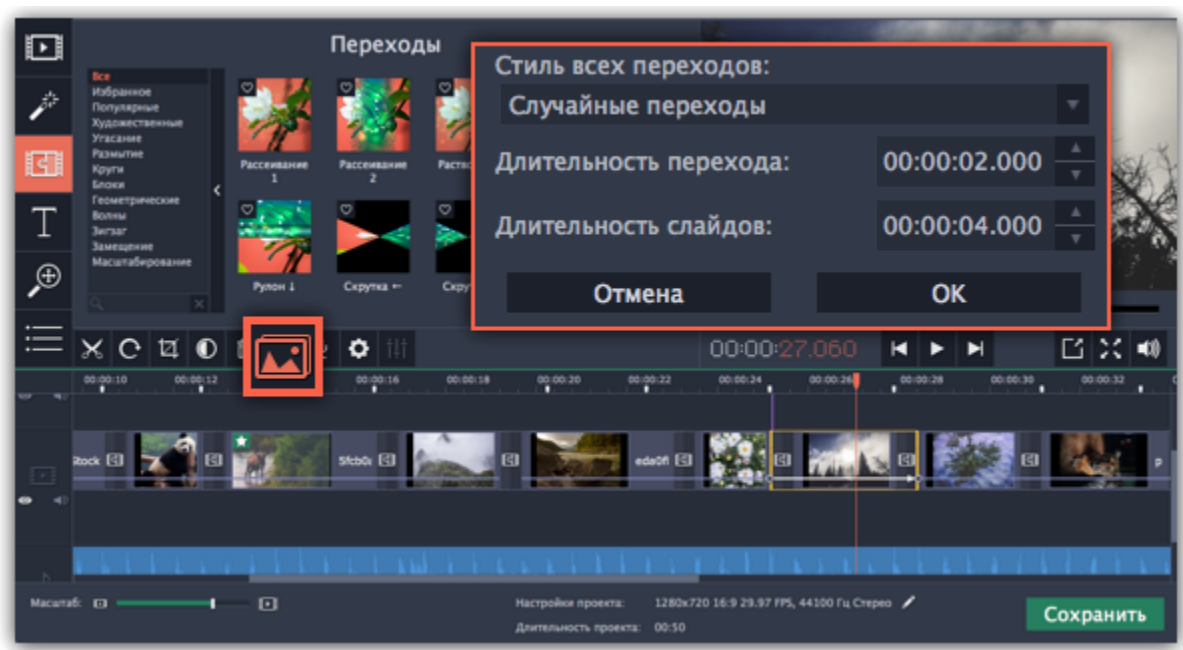 Переходы
Все
Избранное
Популярные
Художественные
Угасание
Размытие
Круги
Блоки
Геометрические
Волны
Зигзаг
Замещение
Масштабирование
Рассеивание
1
Рассеивание
2
Раство
Рулон ↓
Скрутка ←
Скру
Стиль всех переходов:
Случайные переходы
Длительность перехода: 00:00:02.000
Длительность слайдов: 00:00:04.000
Отмена OK
T
00:00:27.060
00:00:10 00:00:12 00:00:16 00:00:18 00:00:20 00:00:22 00:00:24 00:00:26 00:00:28 00:00:30 00:00:32
tock 5fcb0 eda0fl p
Масштаб:
Настройки проекта: 1280x720 16:9 29.97 FPS, 44100 Гц Стерео
Длительность проекта: 00:50
Сохранить